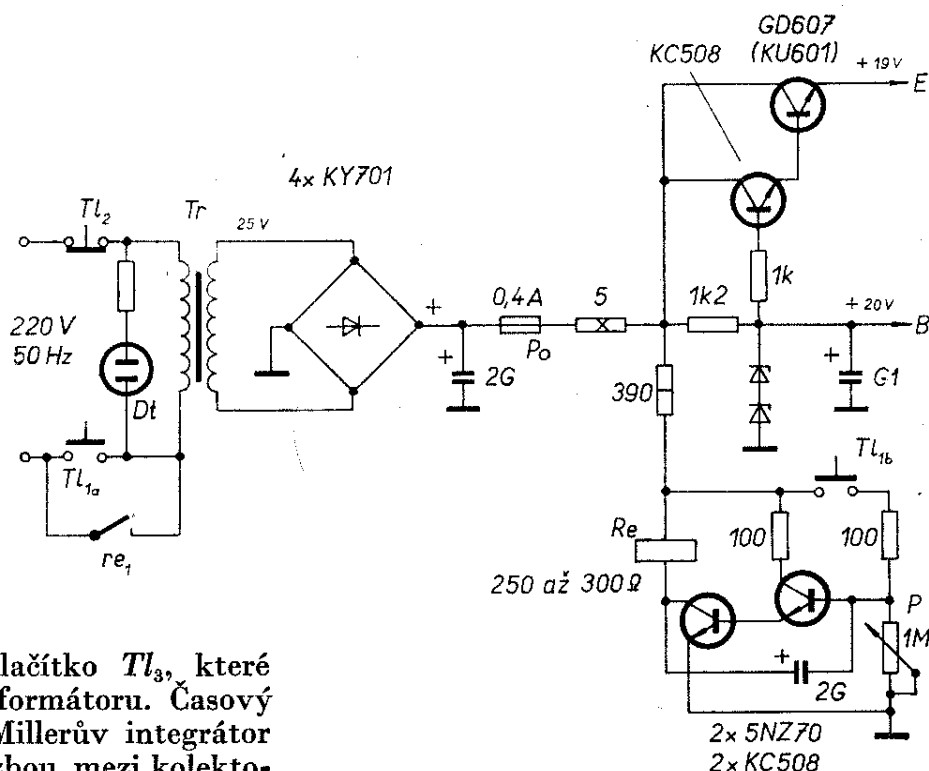 GD607
(KU601)
KC508
+ 19 V
E
4x KY701
Tl2
Tr
25 V
220 V
50 Hz
Dt
+
0,4 A
Po
5
1k2
1k
+ 20 V
B
+
2G
390
+
G1
Tl1a
re1
Tl1b
Re
250 až 300 Ω
100
100
P
1M
+
2G
2x 5NZ70
2x KC508
lačítko Tl3, které
formátoru. Časový
Millerův integrátor
zbou mezi kolekto-